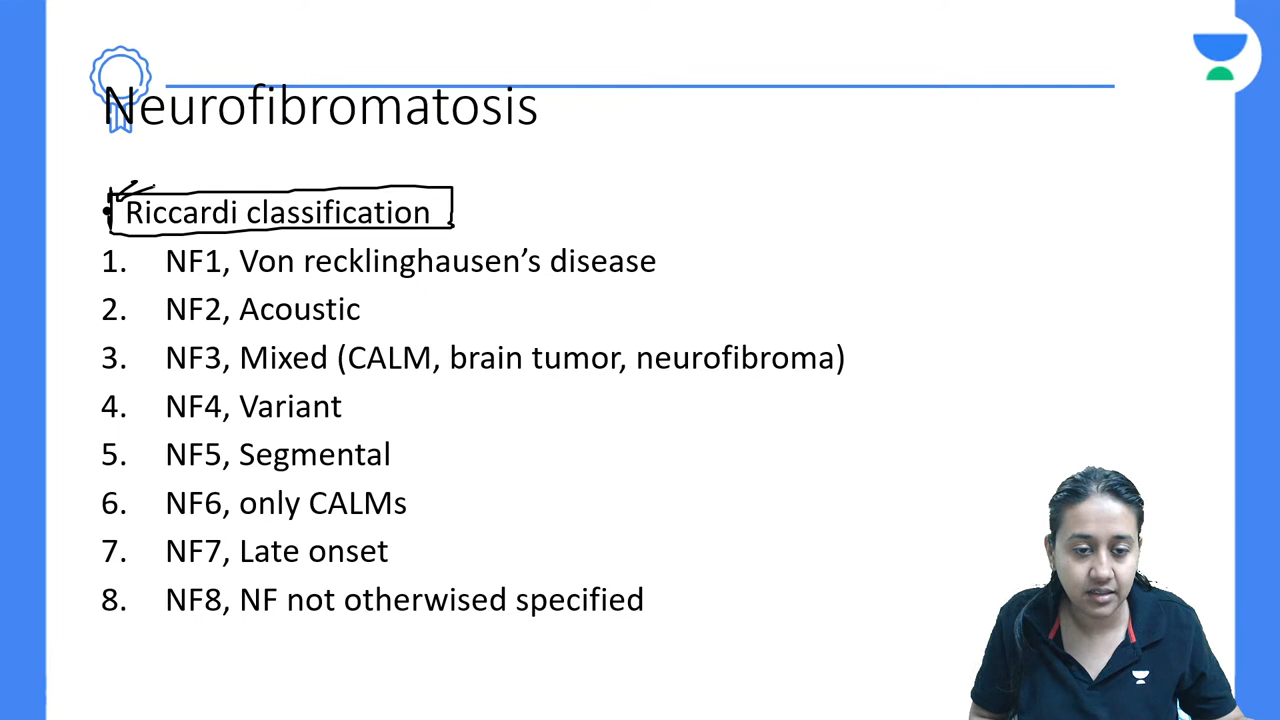 Neurofibromatosis
• Riccardi classification
1. NF1, Von recklinghausen’s disease
2. NF2, Acoustic
3. NF3, Mixed (CALM, brain tumor, neurofibroma)
4. NF4, Variant
5. NF5, Segmental
6. NF6, only CALMs
7. NF7, Late onset
8. NF8, NF not otherwised specified